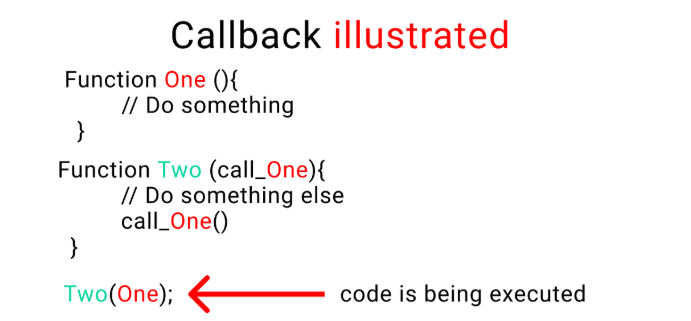 Callback illustrated
Function One (){
// Do something
}
Function Two (call_One){
// Do something else
call_One()
}
Two(One);
code is being executed